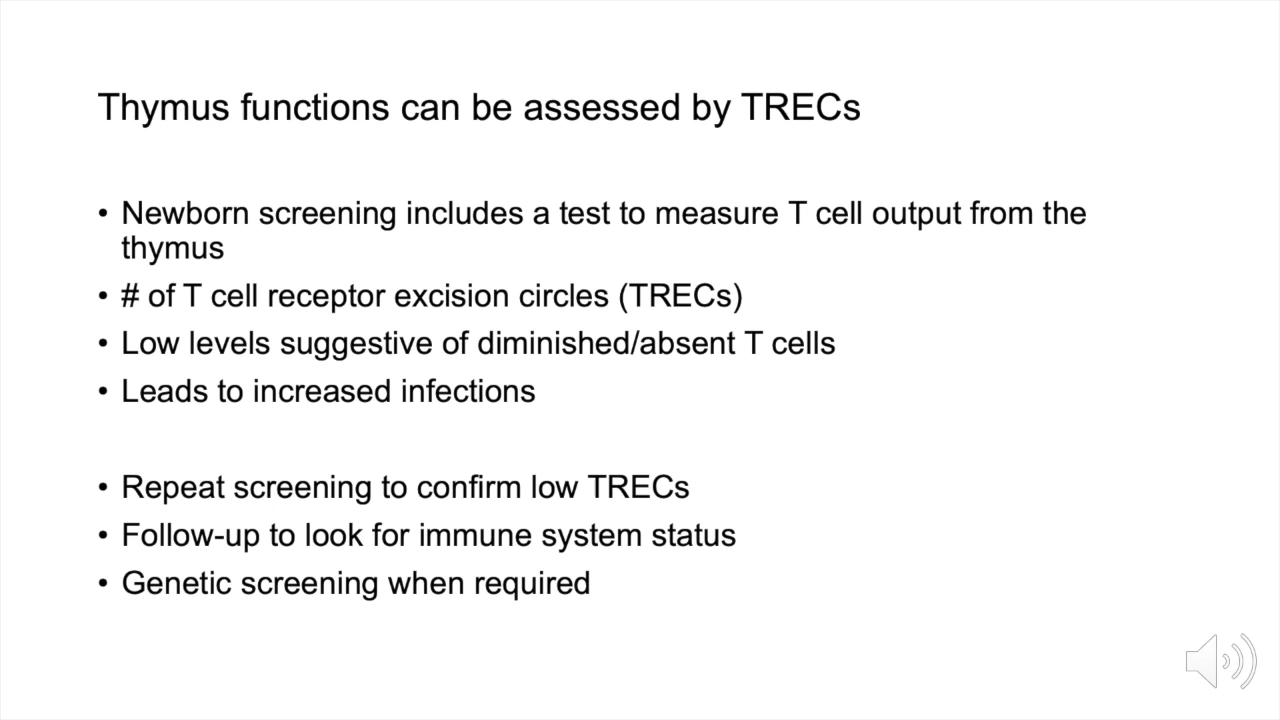 Thymus functions can be assessed by TRECs
• Newborn screening includes a test to measure T cell output from the
thymus
• # of T cell receptor excision circles (TRECs)
• Low levels suggestive of diminished/absent T cells
• Leads to increased infections
• Repeat screening to confirm low TRECs
• Follow-up to look for immune system status
• Genetic screening when required